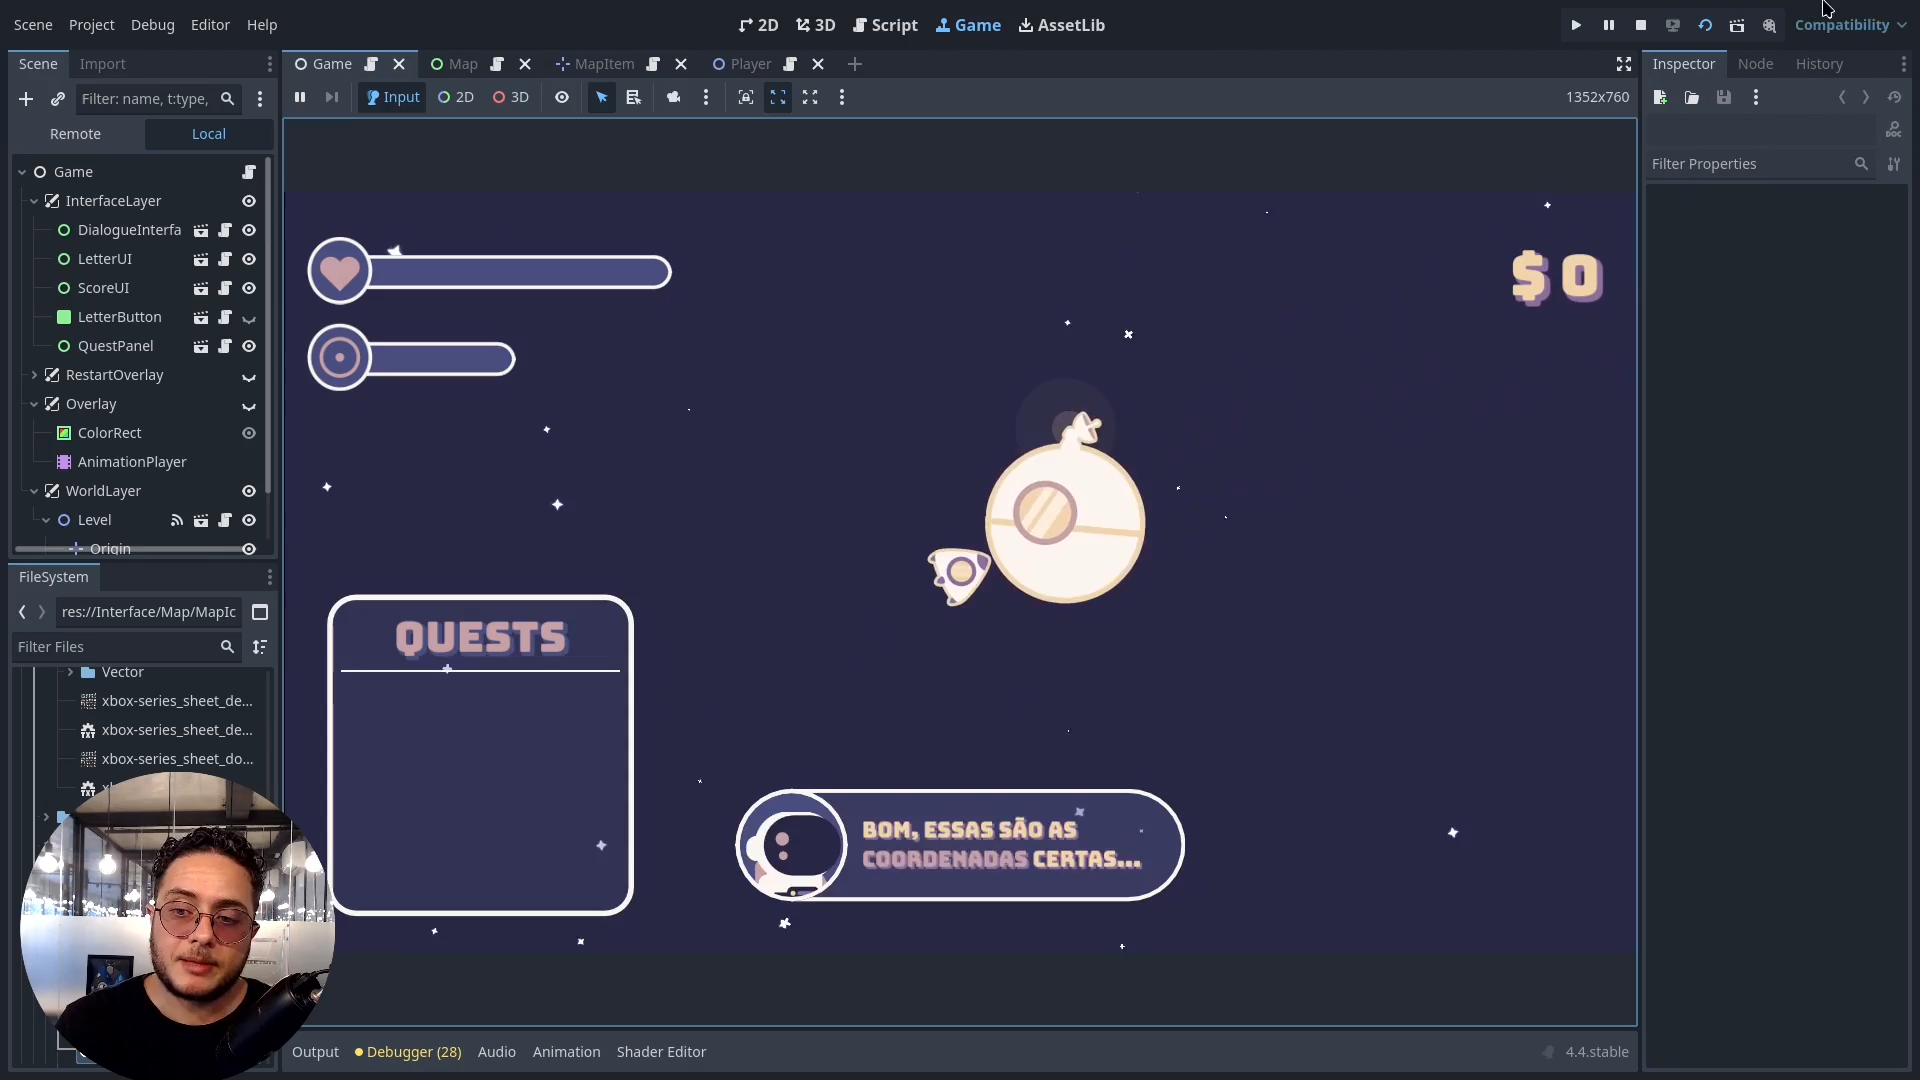 Scene Project Debug Editor Help
2D 3D Script Game AssetLib
Compatibility
Scene Import
Game Map MapItem Player
Inspector Node History
Filter: name, t:type,
Input 2D 3D
1352x760
Remote Local
Filter Properties
Game
InterfaceLayer
DialogueInterfa
LetterUI
ScoreUI
LetterButton
QuestPanel
RestartOverlay
Overlay
ColorRect
AnimationPlayer
WorldLayer
Level
Origin
$ 0
FileSystem
res://Interface/Map/MapIc
Filter Files
Vector
xbox-series_sheet_de...
xbox-series_sheet_de...
xbox-series_sheet_do...
QUESTS
BOM, ESSAS SÃO AS
COORDENADAS CERTAS...
Output Debugger (28) Audio Animation Shader Editor
4.4.stable